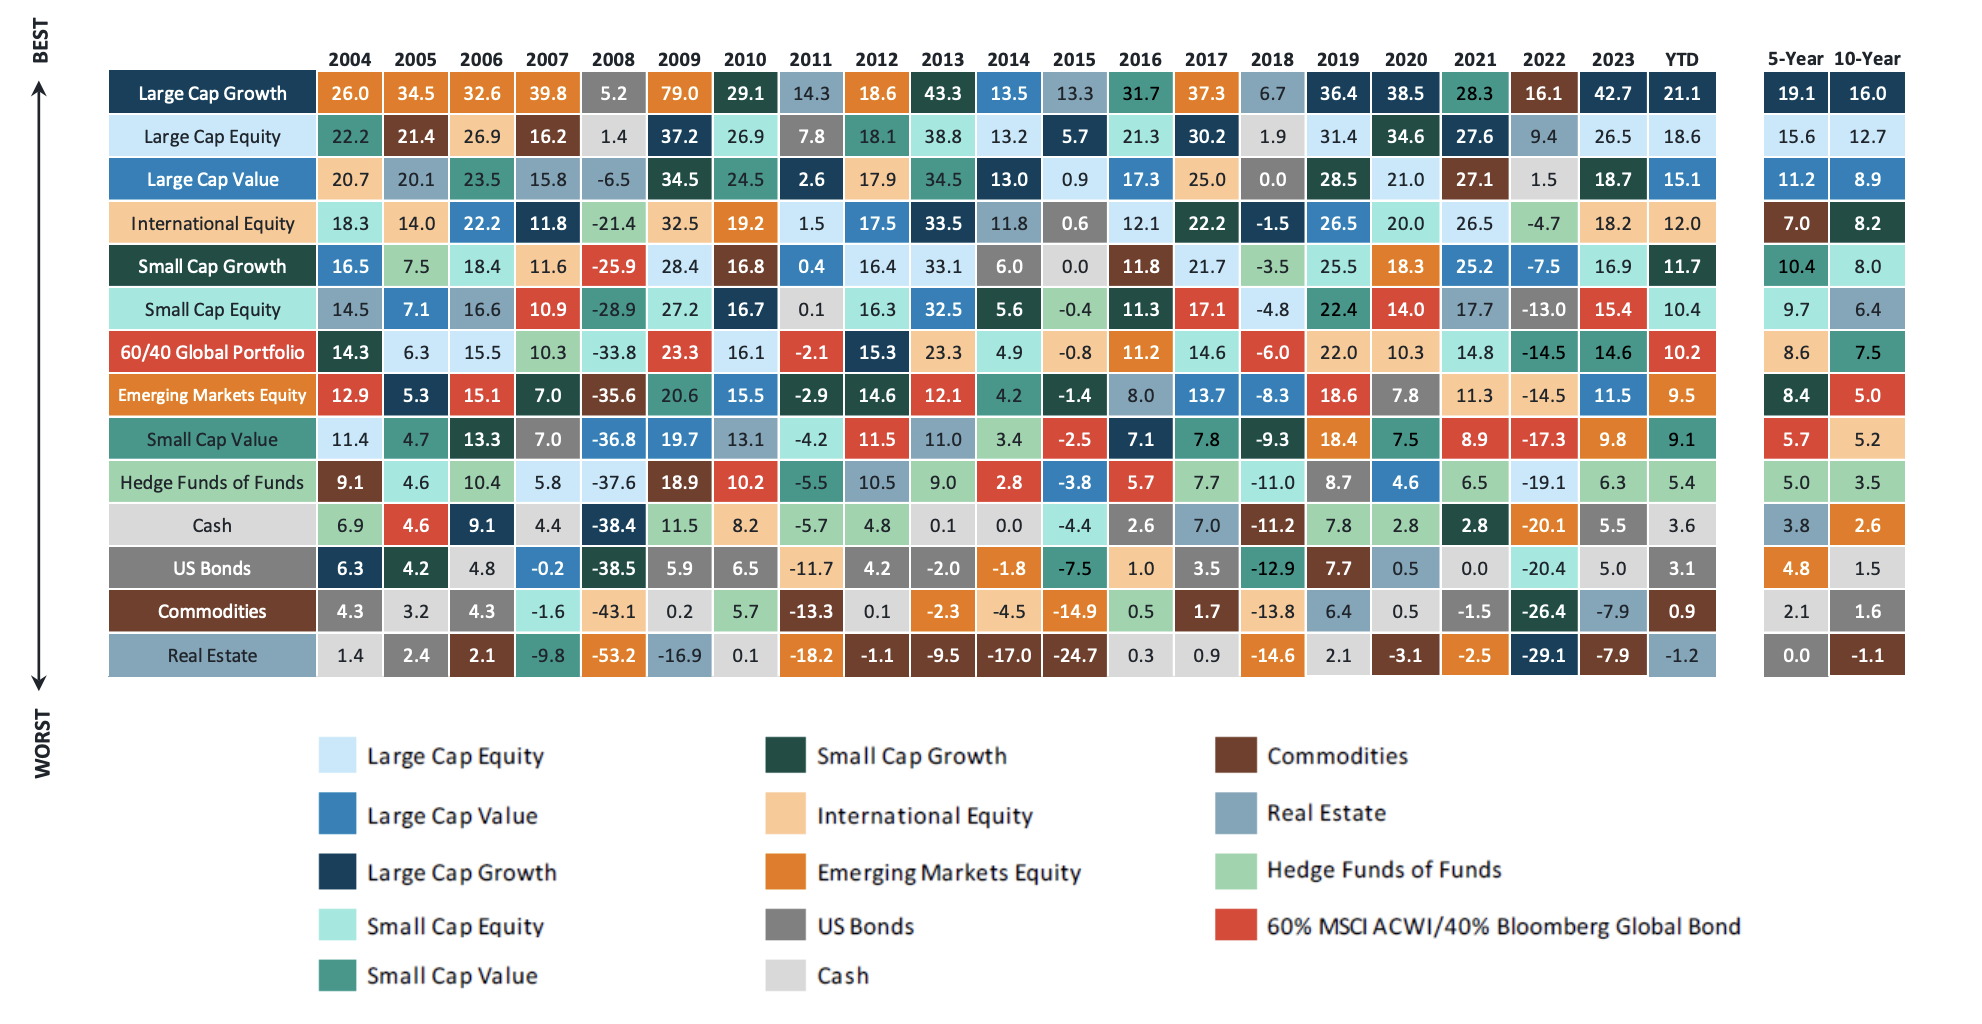 BEST
2004 2005 2006 2007 2008 2009 2010 2011 2012 2013 2014 2015 2016 2017 2018 2019 2020 2021 2022 2023 YTD 5-Year 10-Year
Large Cap Growth 26.0 34.5 32.6 39.8 5.2 79.0 29.1 14.3 18.6 43.3 13.5 13.3 31.7 37.3 6.7 36.4 38.5 28.3 16.1 42.7 21.1 19.1 16.0
Large Cap Equity 22.2 21.4 26.9 16.2 1.4 37.2 26.9 7.8 18.1 38.8 13.2 5.7 21.3 30.2 1.9 31.4 34.6 27.6 9.4 26.5 18.6 15.6 12.7
Large Cap Value 20.7 20.1 23.5 15.8 -6.5 34.5 24.5 2.6 17.9 34.5 13.0 0.9 17.3 25.0 0.0 28.5 21.0 27.1 1.5 18.7 15.1 11.2 8.9
International Equity 18.3 14.0 22.2 11.8 -21.4 32.5 19.2 1.5 17.5 33.5 11.8 0.6 12.1 22.2 -1.5 26.5 20.0 26.5 -4.7 18.2 12.0 7.0 8.2
Small Cap Growth 16.5 7.5 18.4 11.6 -25.9 28.4 16.8 0.4 16.4 33.1 6.0 0.0 11.8 21.7 -3.5 25.5 18.3 25.2 -7.5 16.9 11.7 10.4 8.0
Small Cap Equity 14.5 7.1 16.6 10.9 -28.9 27.2 16.7 0.1 16.3 32.5 5.6 -0.4 11.3 17.1 -4.8 22.4 14.0 17.7 -13.0 15.4 10.4 9.7 6.4
60/40 Global Portfolio 14.3 6.3 15.5 10.3 -33.8 23.3 16.1 -2.1 15.3 23.3 4.9 -0.8 11.2 14.6 -6.0 22.0 10.3 14.8 -14.5 14.6 10.2 8.6 7.5
Emerging Markets Equity 12.9 5.3 15.1 7.0 -35.6 20.6 15.5 -2.9 14.6 12.1 4.2 -1.4 8.0 13.7 -8.3 18.6 7.8 11.3 -14.5 11.5 9.5 8.4 5.0
Small Cap Value 11.4 4.7 13.3 7.0 -36.8 19.7 13.1 -4.2 11.5 11.0 3.4 -2.5 7.1 7.8 -9.3 18.4 7.5 8.9 -17.3 9.8 9.1 5.7 5.2
Hedge Funds of Funds 9.1 4.6 10.4 5.8 -37.6 18.9 10.2 -5.5 10.5 9.0 2.8 -3.8 5.7 7.7 -11.0 8.7 4.6 6.5 -19.1 6.3 5.4 5.0 3.5
Cash 6.9 4.6 9.1 4.4 -38.4 11.5 8.2 -5.7 4.8 0.1 0.0 -4.4 2.6 7.0 -11.2 7.8 2.8 2.8 -20.1 5.5 3.6 3.8 2.6
US Bonds 6.3 4.2 4.8 -0.2 -38.5 5.9 6.5 -11.7 4.2 -2.0 -1.8 -7.5 1.0 3.5 -12.9 7.7 0.5 0.0 -20.4 5.0 3.1 4.8 1.5
Commodities 4.3 3.2 4.3 -1.6 -43.1 0.2 5.7 -13.3 0.1 -2.3 -4.5 -14.9 0.5 1.7 -13.8 6.4 0.5 -1.5 -26.4 -7.9 0.9 2.1 1.6
Real Estate 1.4 2.4 2.1 -9.8 -53.2 -16.9 0.1 -18.2 -1.1 -9.5 -17.0 -24.7 0.3 0.9 -14.6 2.1 -3.1 -2.5 -29.1 -7.9 -1.2 0.0 -1.1
WORST
Large Cap Equity
Large Cap Value
Large Cap Growth
Small Cap Equity
Small Cap Value
Small Cap Growth
International Equity
Emerging Markets Equity
US Bonds
Cash
Commodities
Real Estate
Hedge Funds of Funds
60% MSCI ACWI/40% Bloomberg Global Bond